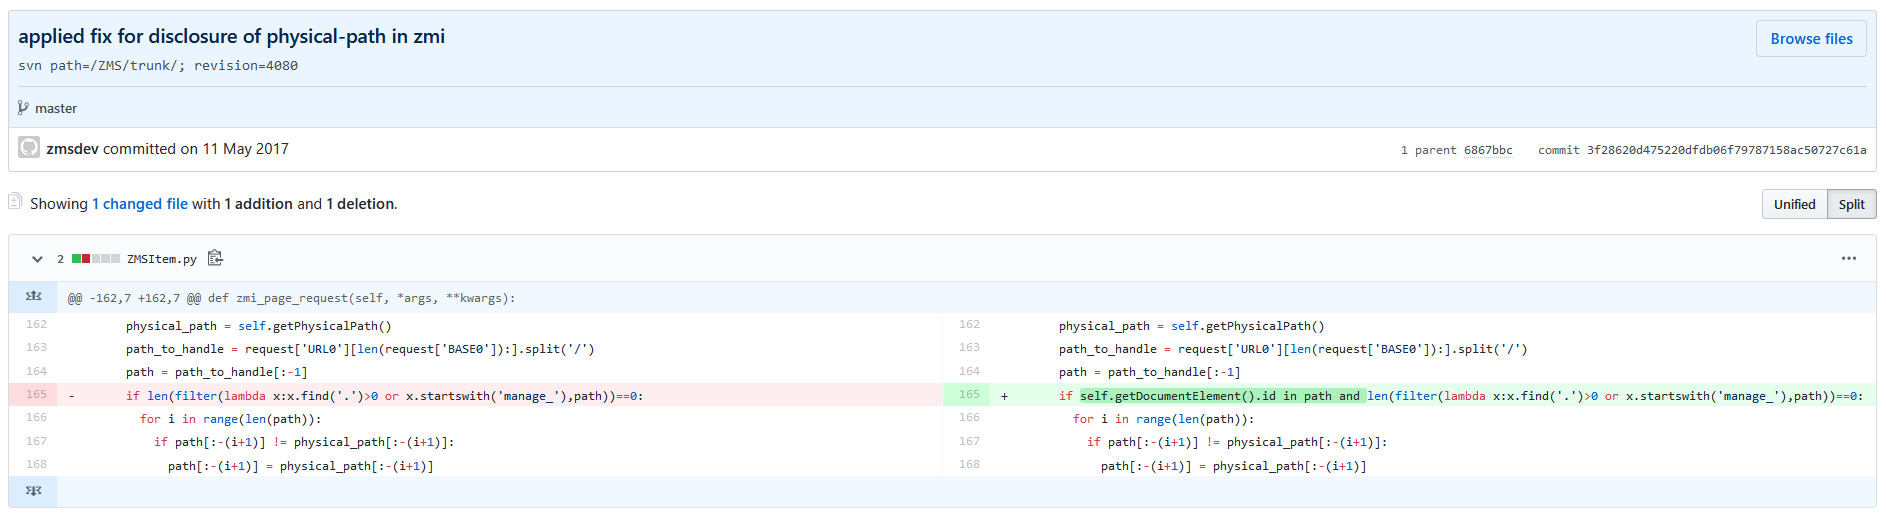 applied fix for disclosure of physical-path in zmi
Browse files
svn path=/ZMS/trunk/; revision=4080
master
zmsdev committed on 11 May 2017
1 parent 6867bbc commit 3f28620d475220dfdb06f79787158ac50727c61a
Showing 1 changed file with 1 addition and 1 deletion.
Unified Split
2 ZMSItem.py
@@ -162,7 +162,7 @@ def zmi_page_request(self, *args, **kwargs):
162 physical_path = self.getPhysicalPath() 162 physical_path = self.getPhysicalPath()
163 path_to_handle = request['URL0'][len(request['BASE0']):].split('/') 163 path_to_handle = request['URL0'][len(request['BASE0']):].split('/')
164 path = path_to_handle[:-1] 164 path = path_to_handle[:-1]
165 - if len(filter(lambda x:x.find('.')>0 or x.startswith('manage_'),path))==0: 165 + if self.getDocumentElement().id in path and len(filter(lambda x:x.find('.')>0 or x.startswith('manage_'),path))==0:
166 for i in range(len(path)): 166 for i in range(len(path)):
167 if path[:-(i+1)] != physical_path[:-(i+1)]: 167 if path[:-(i+1)] != physical_path[:-(i+1)]:
168 path[:-(i+1)] = physical_path[:-(i+1)] 168 path[:-(i+1)] = physical_path[:-(i+1)]